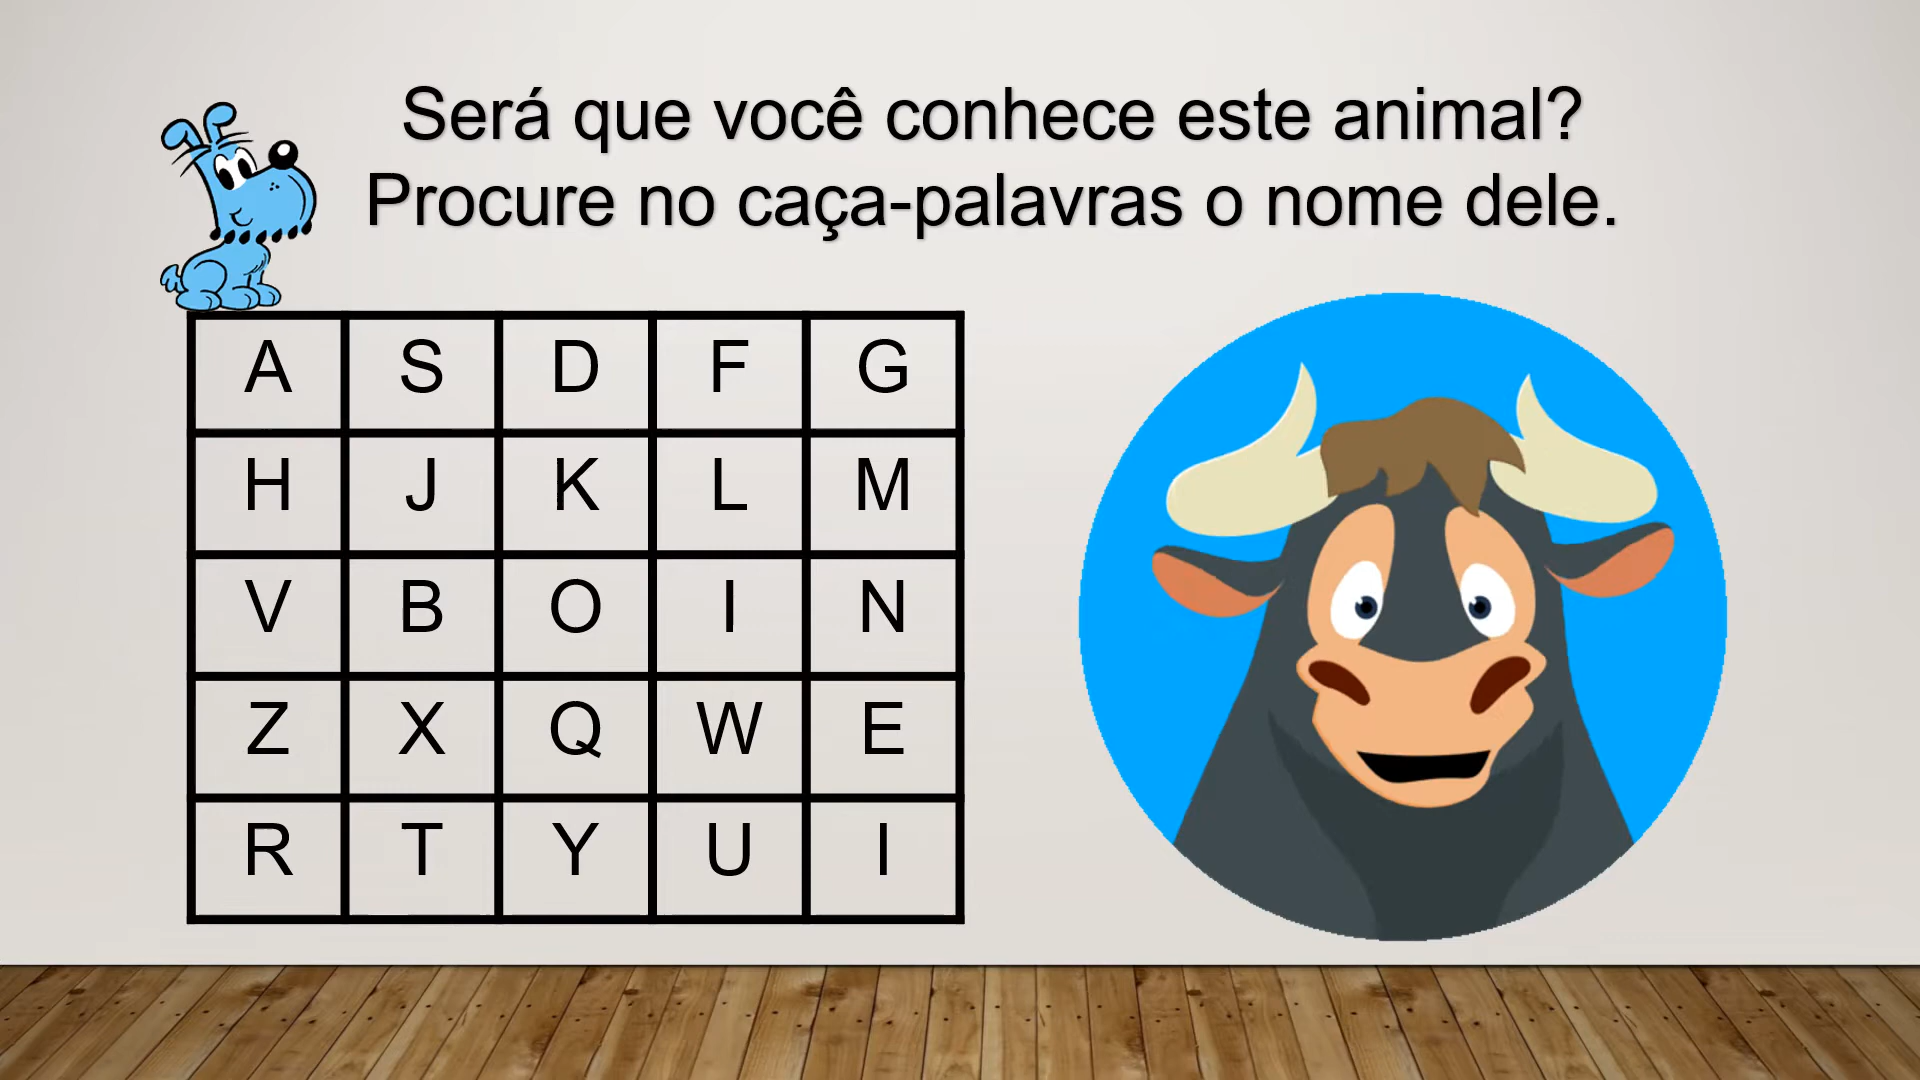 Será que você conhece este animal?
Procure no caça-palavras o nome dele.
A S D F G
H J K L M
V B O I N
Z X Q W E
R T Y U I